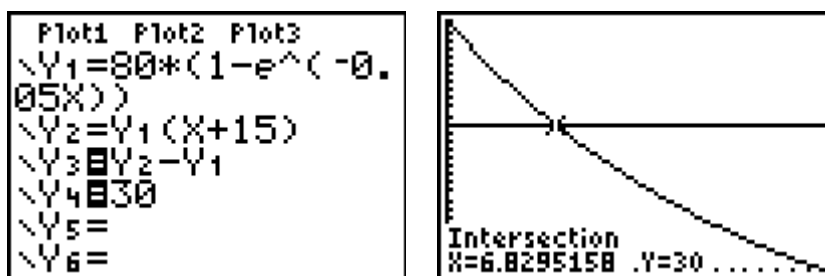 Plot1 Plot2 Plot3
\Y₁=80*(1-e^(⁻0.
05X))
\Y₂=Y₁(X+15)
\Y₃=Y₂-Y₁
\Y₄=30
\Y₅=
\Y₆=
Intersection
X=6.8295158 Y=30